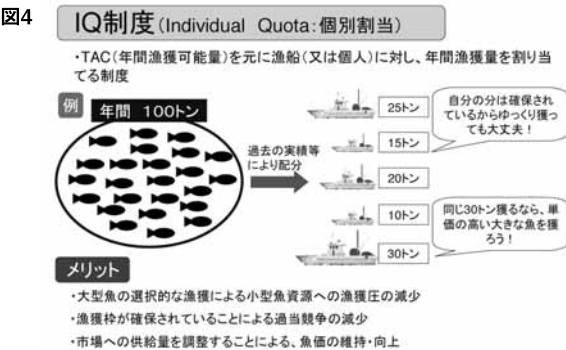 図4
IQ制度(Individual Quota:個別割当)
・TAC(年間漁獲可能量)を元に漁船(又は個人)に対し、年間漁獲量を割り当
てる制度
例
年間 100トン
過去の実績等
により配分
25トン
15トン
20トン
10トン
30トン
自分の分は確保され
ているからゆっくり獲っ
ても大丈夫!
同じ30トン獲るなら、単
価の高い大きな魚を獲
ろう!
メリット
・大型魚の選択的な漁獲による小型魚資源への漁獲圧の減少
・漁獲枠が確保されていることによる過当競争の減少
・市場への供給量を調整することによる、魚価の維持・向上